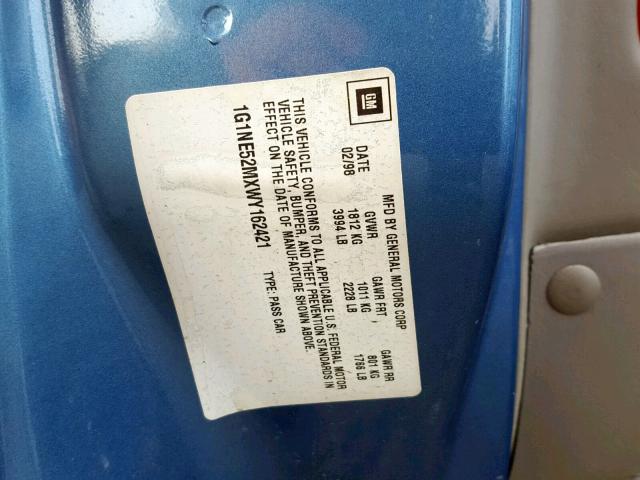 GM
MFD BY GENERAL MOTORS CORP
DATE GVWR GAWR FRT GAWR RR
02/98 1812 KG 1011 KG 801 KG
3994 LB 2228 LB 1766 LB
THIS VEHICLE CONFORMS TO ALL APPLICABLE U.S. FEDERAL MOTOR
VEHICLE SAFETY, BUMPER, AND THEFT PREVENTION STANDARDS IN
EFFECT ON THE DATE OF MANUFACTURE SHOWN ABOVE.
1G1NE52MXWY162421 TYPE: PASS CAR